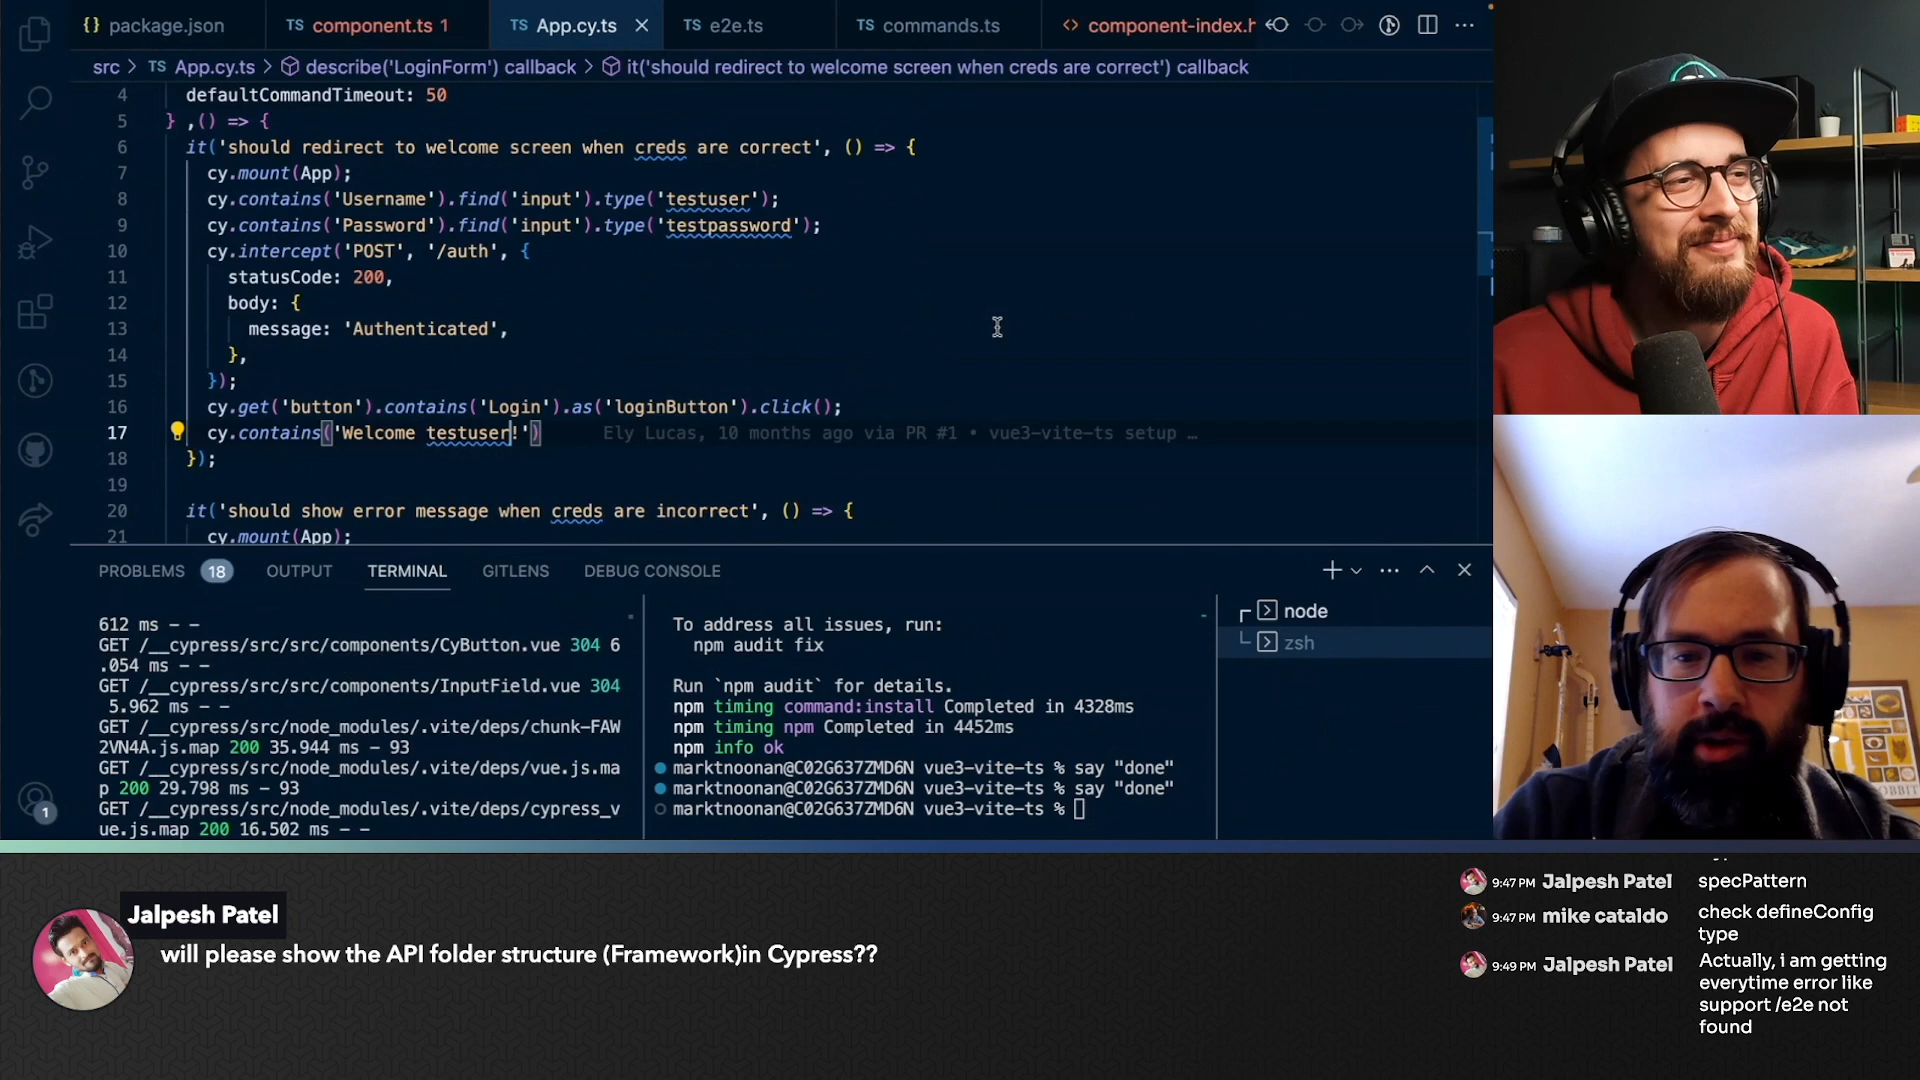 package.json
component.ts 1
App.cy.ts
e2e.ts
commands.ts
component-index.h
src > TS App.cy.ts > describe('LoginForm') callback > it('should redirect to welcome screen when creds are correct') callback
4 defaultCommandTimeout: 50
5 } ,() => {
6 it('should redirect to welcome screen when creds are correct', () => {
7 cy.mount(App);
8 cy.contains('Username').find('input').type('testuser');
9 cy.contains('Password').find('input').type('testpassword');
10 cy.intercept('POST', '/auth', {
11 statusCode: 200,
12 body: {
13 message: 'Authenticated',
14 },
15 });
16 cy.get('button').contains('Login').as('loginButton').click();
17 cy.contains('Welcome testuser!') Ely Lucas, 10 months ago via PR #1 • vue3-vite-ts setup …
18 });
19
20 it('should show error message when creds are incorrect', () => {
21 cy.mount(App);
PROBLEMS 18 OUTPUT TERMINAL GITLENS DEBUG CONSOLE
612 ms - -
GET /__cypress/src/src/components/CyButton.vue 304 6
.054 ms - -
GET /__cypress/src/src/components/InputField.vue 304
5.962 ms - -
GET /__cypress/src/node_modules/.vite/deps/chunk-FAW
2VN4A.js.map 200 35.944 ms - 93
GET /__cypress/src/node_modules/.vite/deps/vue.js.ma
p 200 29.798 ms - 93
GET /__cypress/src/node_modules/.vite/deps/cypress_v
ue.js.map 200 16.502 ms - -
To address all issues, run:
npm audit fix
Run `npm audit` for details.
npm timing command:install Completed in 4328ms
npm timing npm Completed in 4452ms
npm info ok
marktnoonan@C02G637ZMD6N vue3-vite-ts % say "done"
marktnoonan@C02G637ZMD6N vue3-vite-ts % say "done"
marktnoonan@C02G637ZMD6N vue3-vite-ts %
node
zsh
1
Jalpesh Patel
will please show the API folder structure (Framework)in Cypress??
9:47 PM Jalpesh Patel specPattern
9:47 PM mike cataldo check defineConfig
type
9:49 PM Jalpesh Patel Actually, i am getting
everytime error like
support /e2e not
found